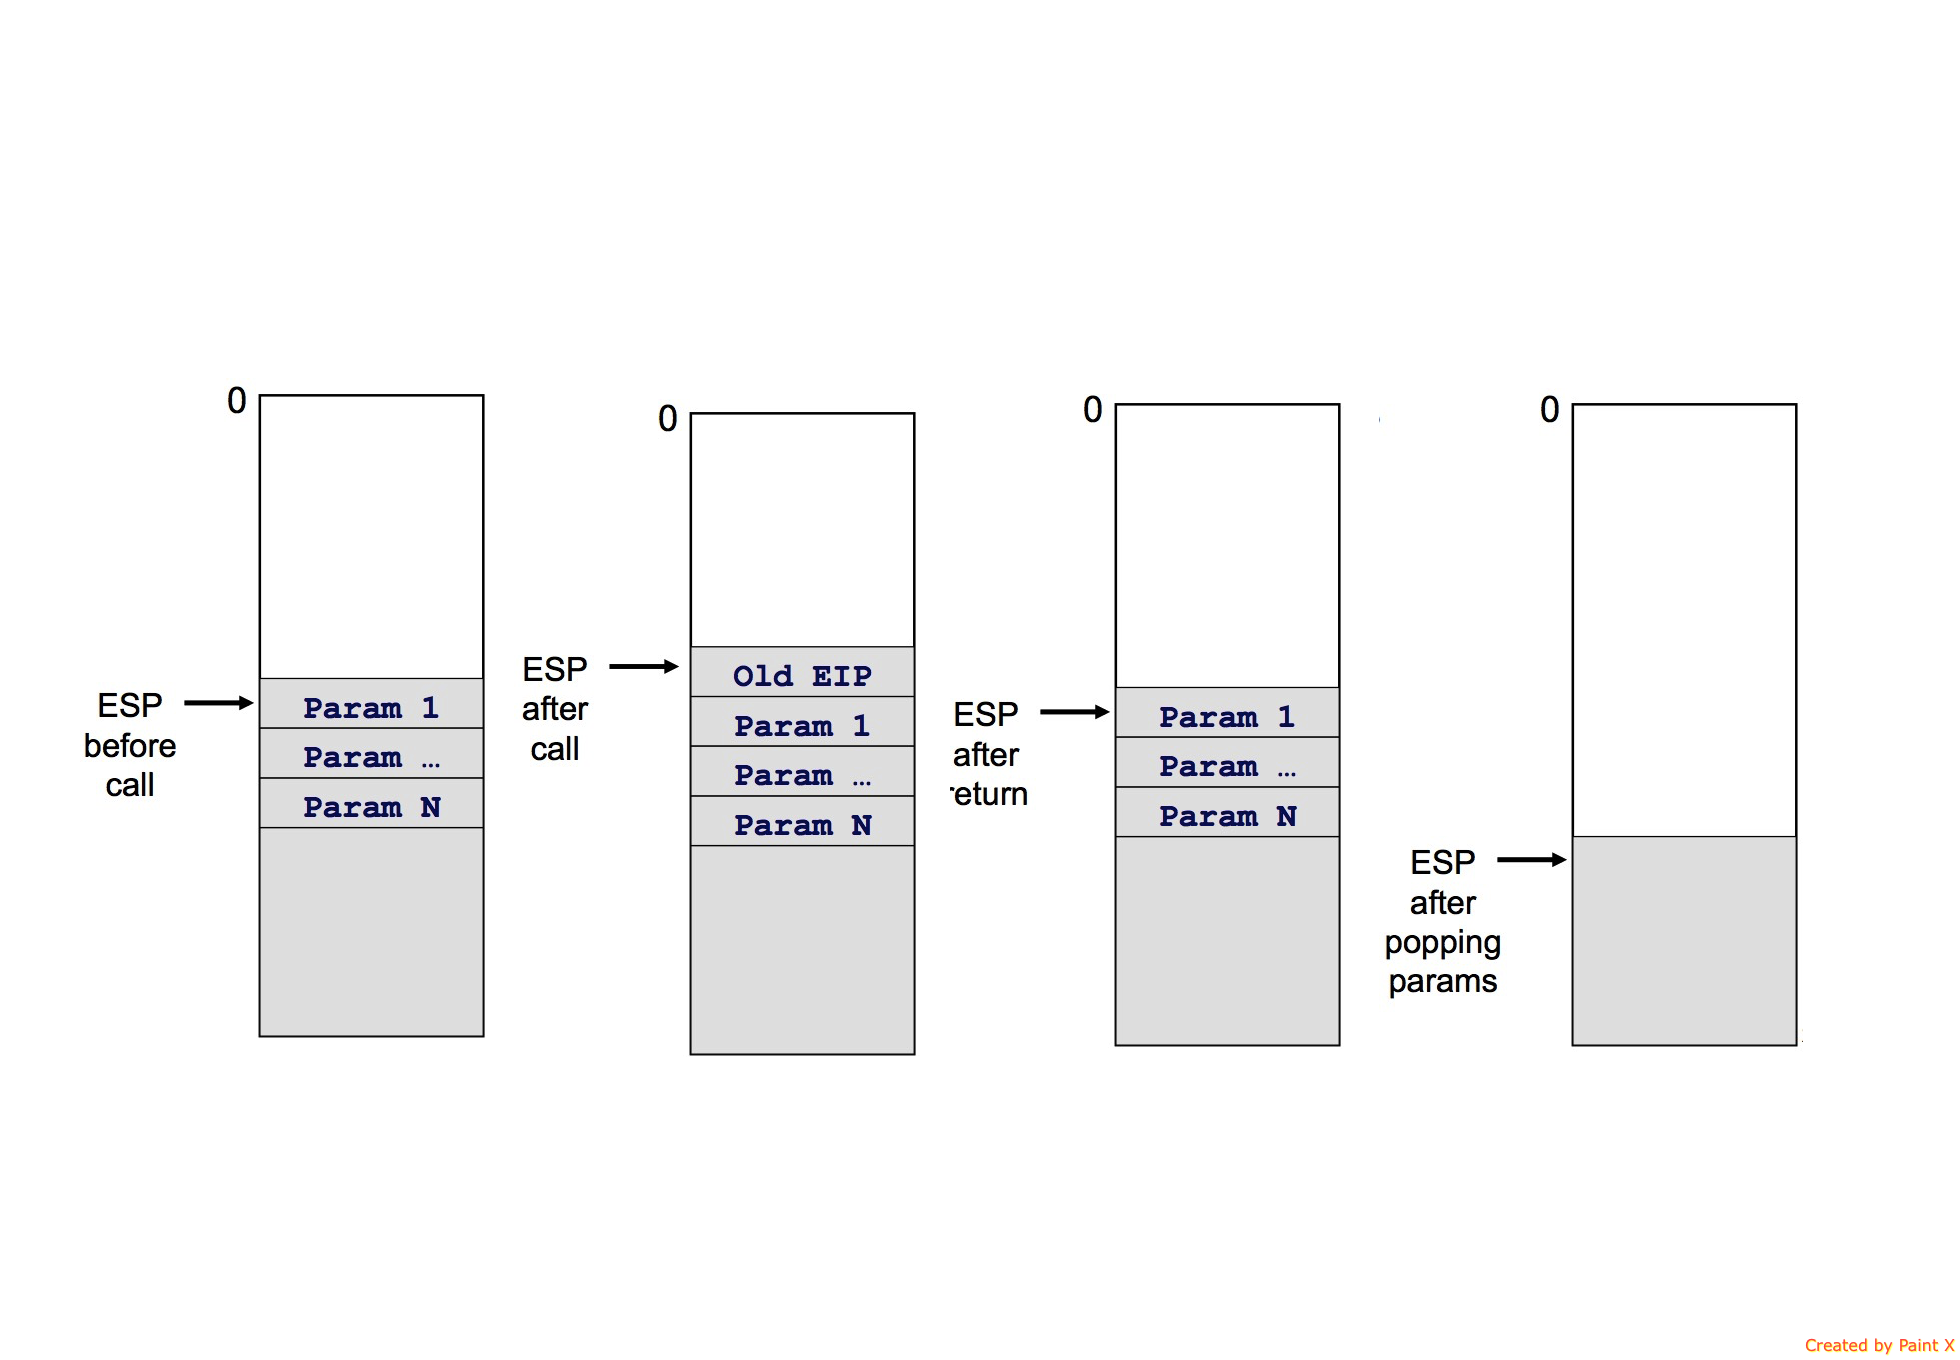 0
ESP
before
call
Param 1
Param …
Param N
0
ESP
after
call
Old EIP
Param 1
Param …
Param N
0
ESP
after
return
Param 1
Param …
Param N
0
ESP
after
popping
params
Created by Paint X